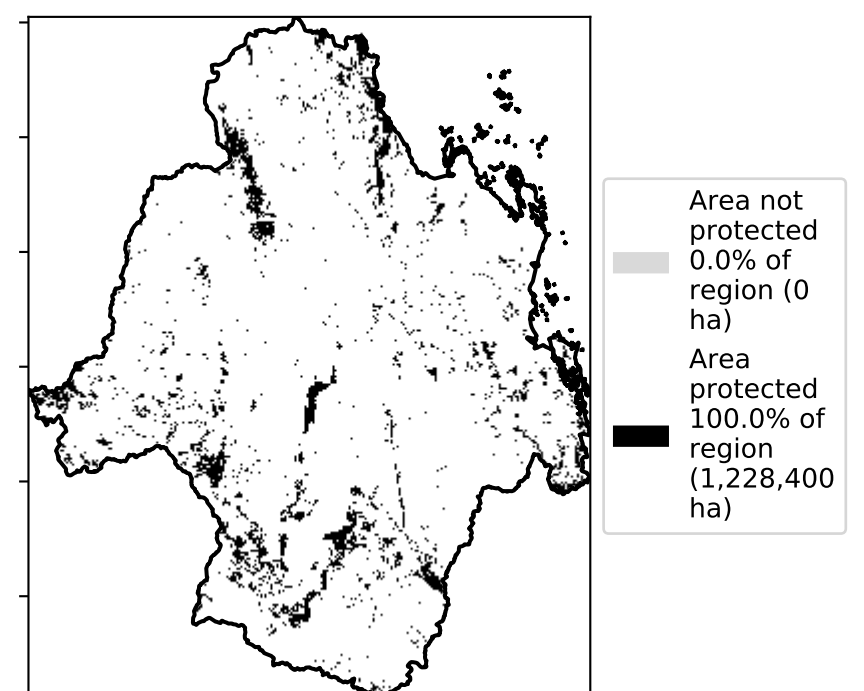 Area not
protected
0.0% of
region (0
ha)
Area
protected
100.0% of
region
(1,228,400
ha)